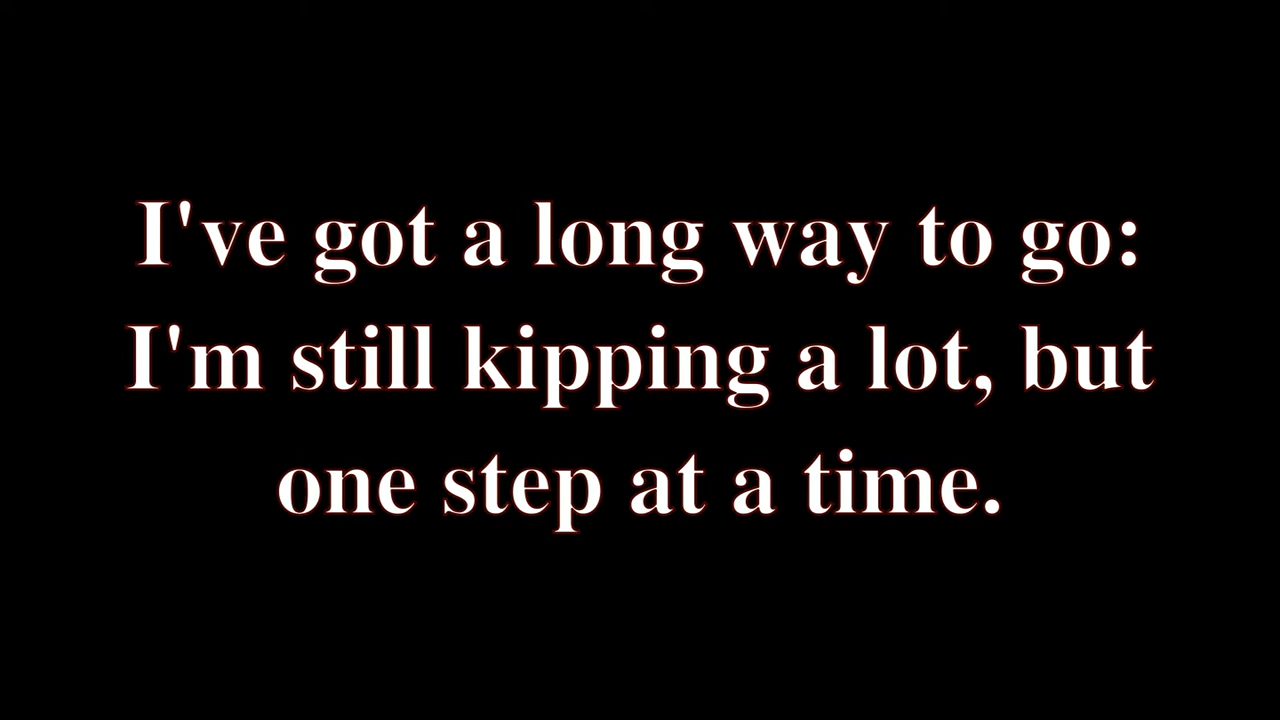 I've got a long way to go:
I'm still kipping a lot, but
one step at a time.